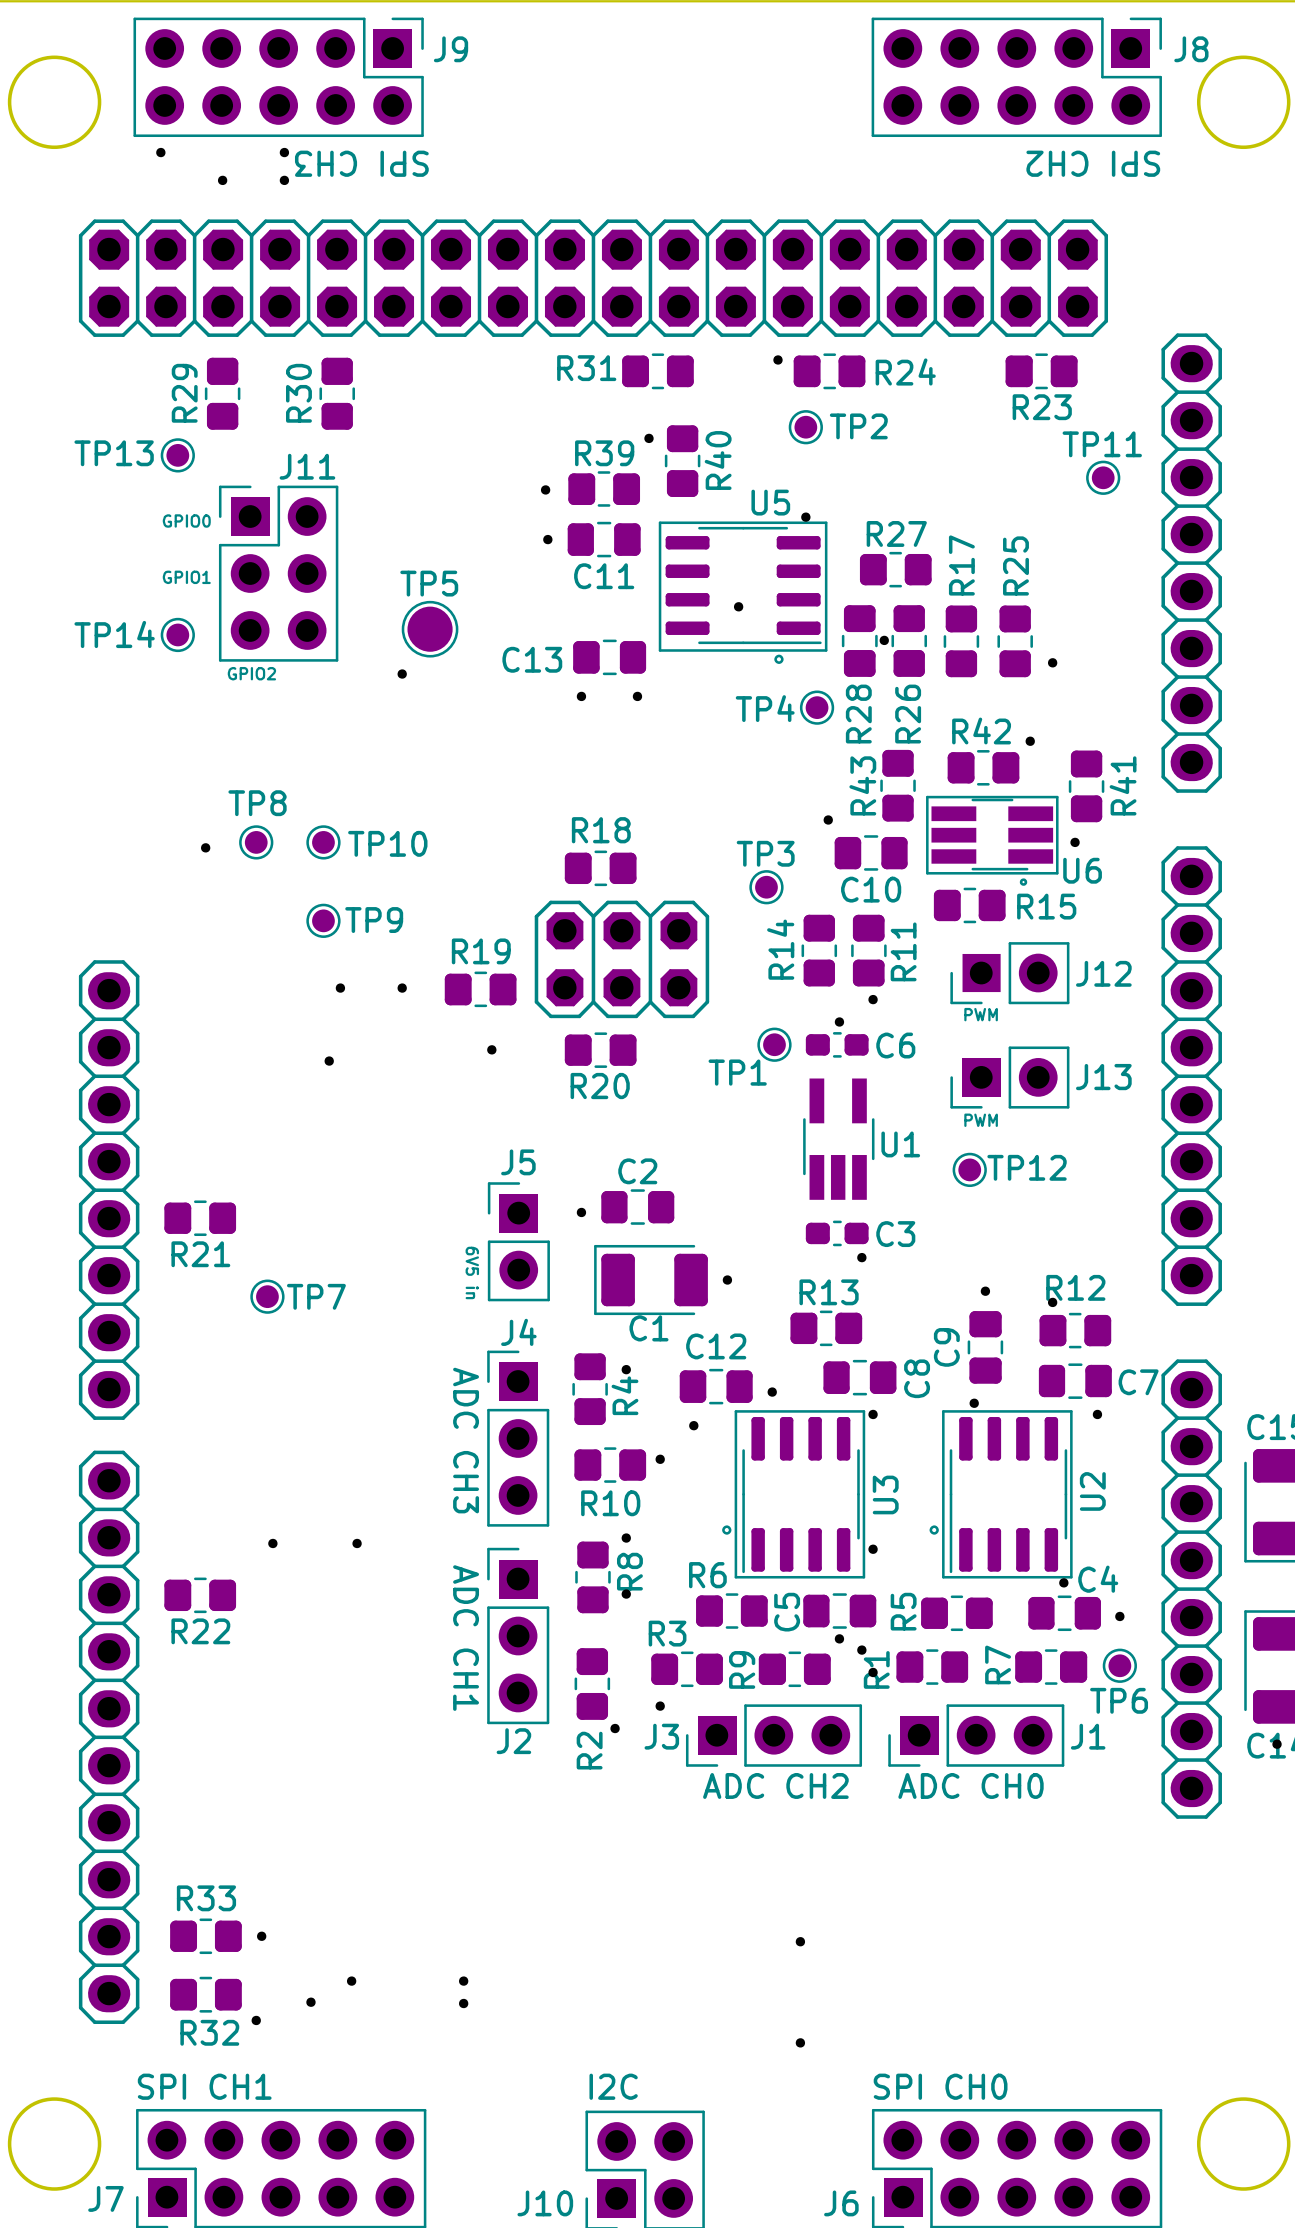 J9
J8
SPI CH3
SPI CH2
R29
R30
R31
R24
R23
TP13
TP2
TP11
J11
R39
R40
U5
GPIO0
R27
R17
R25
GPIO1
TP5
C11
TP14
C13
GPIO2
TP4
R28
R26
R42
R43
R41
TP8
TP10
R18
TP3
U6
C10
R15
TP9
R19
R14
R11
J12
PWM
TP1
C6
R20
J13
PWM
U1
J5
C2
TP12
R21
C3
6V5 in
TP7
R13
R12
J4
C1
C12
C9
C8
C7
ADC CH3
R4
C15
R10
U3
U2
R8
R6
C4
ADC CH1
C5
R5
R22
R3
R9
R1
R7
TP6
J2
R2
J3
J1
C14
ADC CH2
ADC CH0
R33
R32
SPI CH1
I2C
SPI CH0
J7
J10
J6